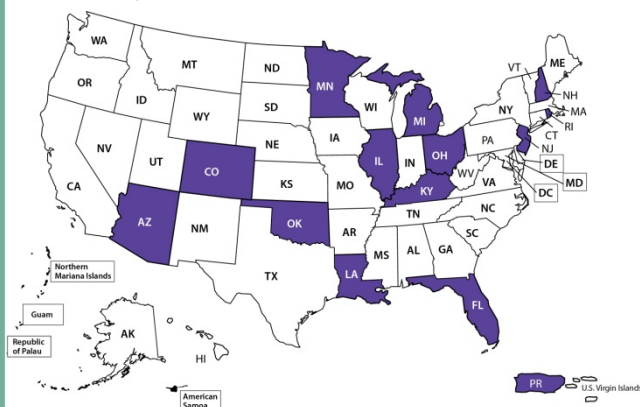 WA
MT
ND
MN
VT
ME
OR
ID
SD
WI
MI
NY
NH
MA
RI
CT
WY
IA
PA
NJ
NV
NE
IL
IN
OH
DE
MD
DC
UT
CO
KS
MO
KY
WV
VA
CA
AZ
NM
OK
AR
TN
NC
SC
MS
AL
GA
TX
LA
FL
Northern
Mariana Islands
Guam
Republic
of Palau
AK
HI
American
Samoa
PR
U.S. Virgin Islands